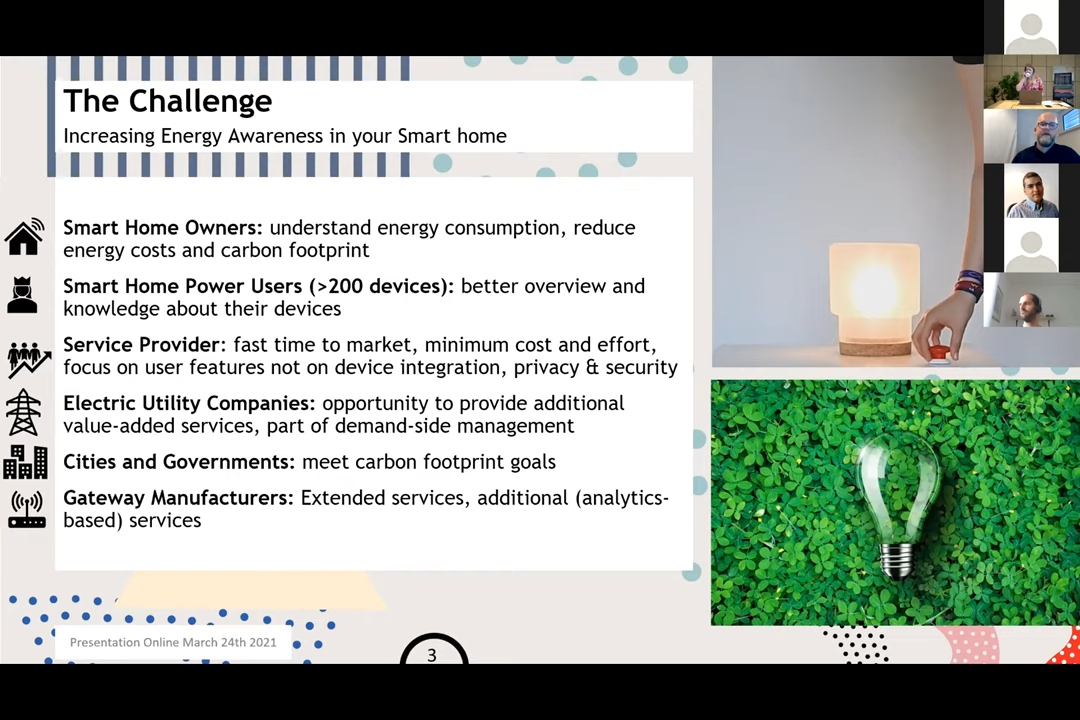 The Challenge
Increasing Energy Awareness in your Smart home
Smart Home Owners: understand energy consumption, reduce
energy costs and carbon footprint
Smart Home Power Users (>200 devices): better overview and
knowledge about their devices
Service Provider: fast time to market, minimum cost and effort,
focus on user features not on device integration, privacy & security
Electric Utility Companies: opportunity to provide additional
value-added services, part of demand-side management
Cities and Governments: meet carbon footprint goals
Gateway Manufacturers: Extended services, additional (analytics-
based) services
Presentation Online March 24th 2021
3